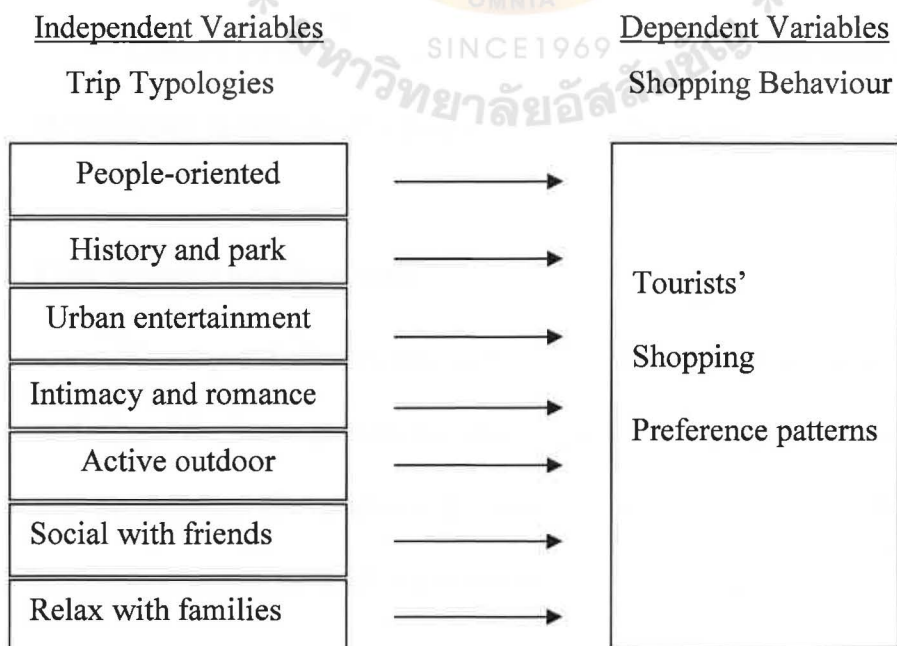 OMNIA
SINCE1969
Independent Variables
Dependent Variables
Trip Typologies
Shopping Behaviour
People-oriented
History and park
Urban entertainment
Intimacy and romance
Active outdoor
Social with friends
Relax with families
Tourists’
Shopping
Preference patterns